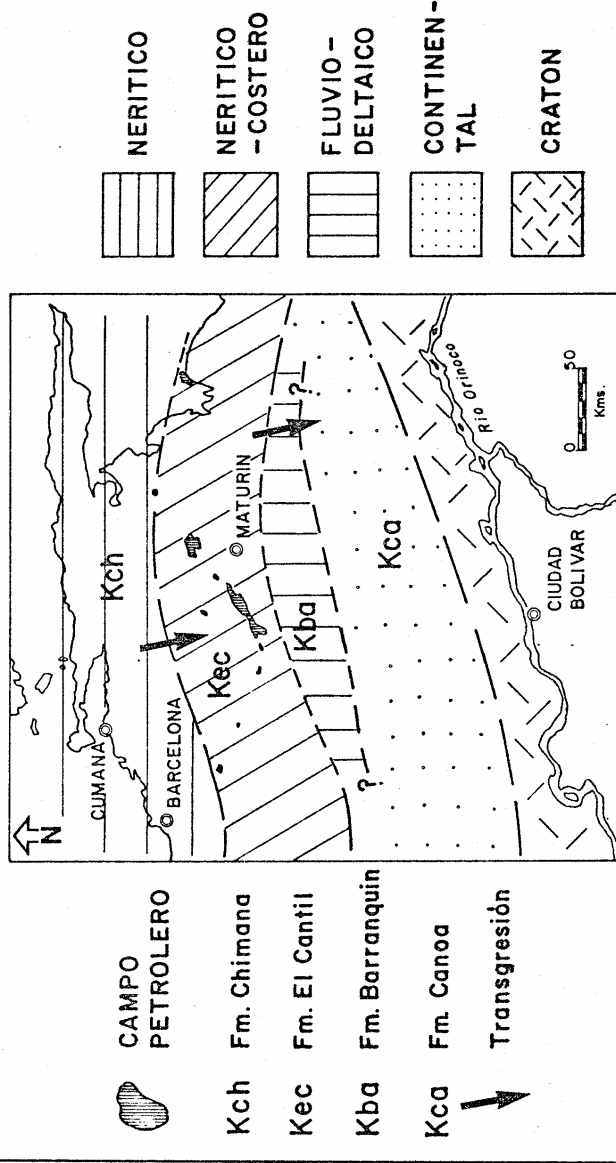 CAMPO
PETROLERO
Kch Fm. Chimana
Kec Fm. El Cantil
Kba Fm. Barranquin
Kca Fm. Canoa
Transgresión
N
CUMANA
BARCELONA
Kch
Kec
MATURIN
Kba
?
?
Kca
CIUDAD
BOLIVAR
Rio Orinoco
0 50
Kms.
NERITICO
NERITICO
-COSTERO
FLUVIO-
DELTAICO
CONTINEN-
TAL
CRATON